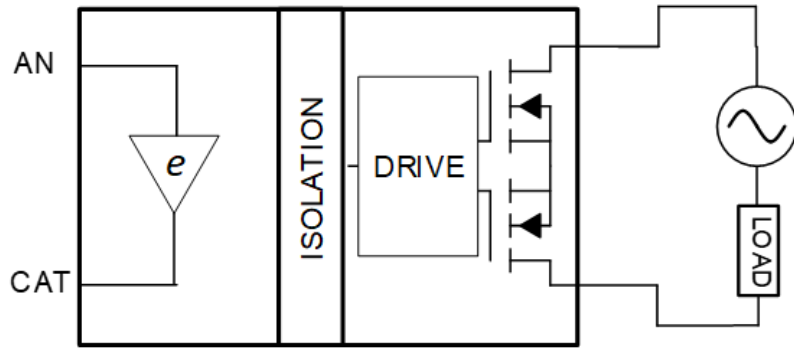 AN
e
CAT
ISOLATION
DRIVE
LOAD